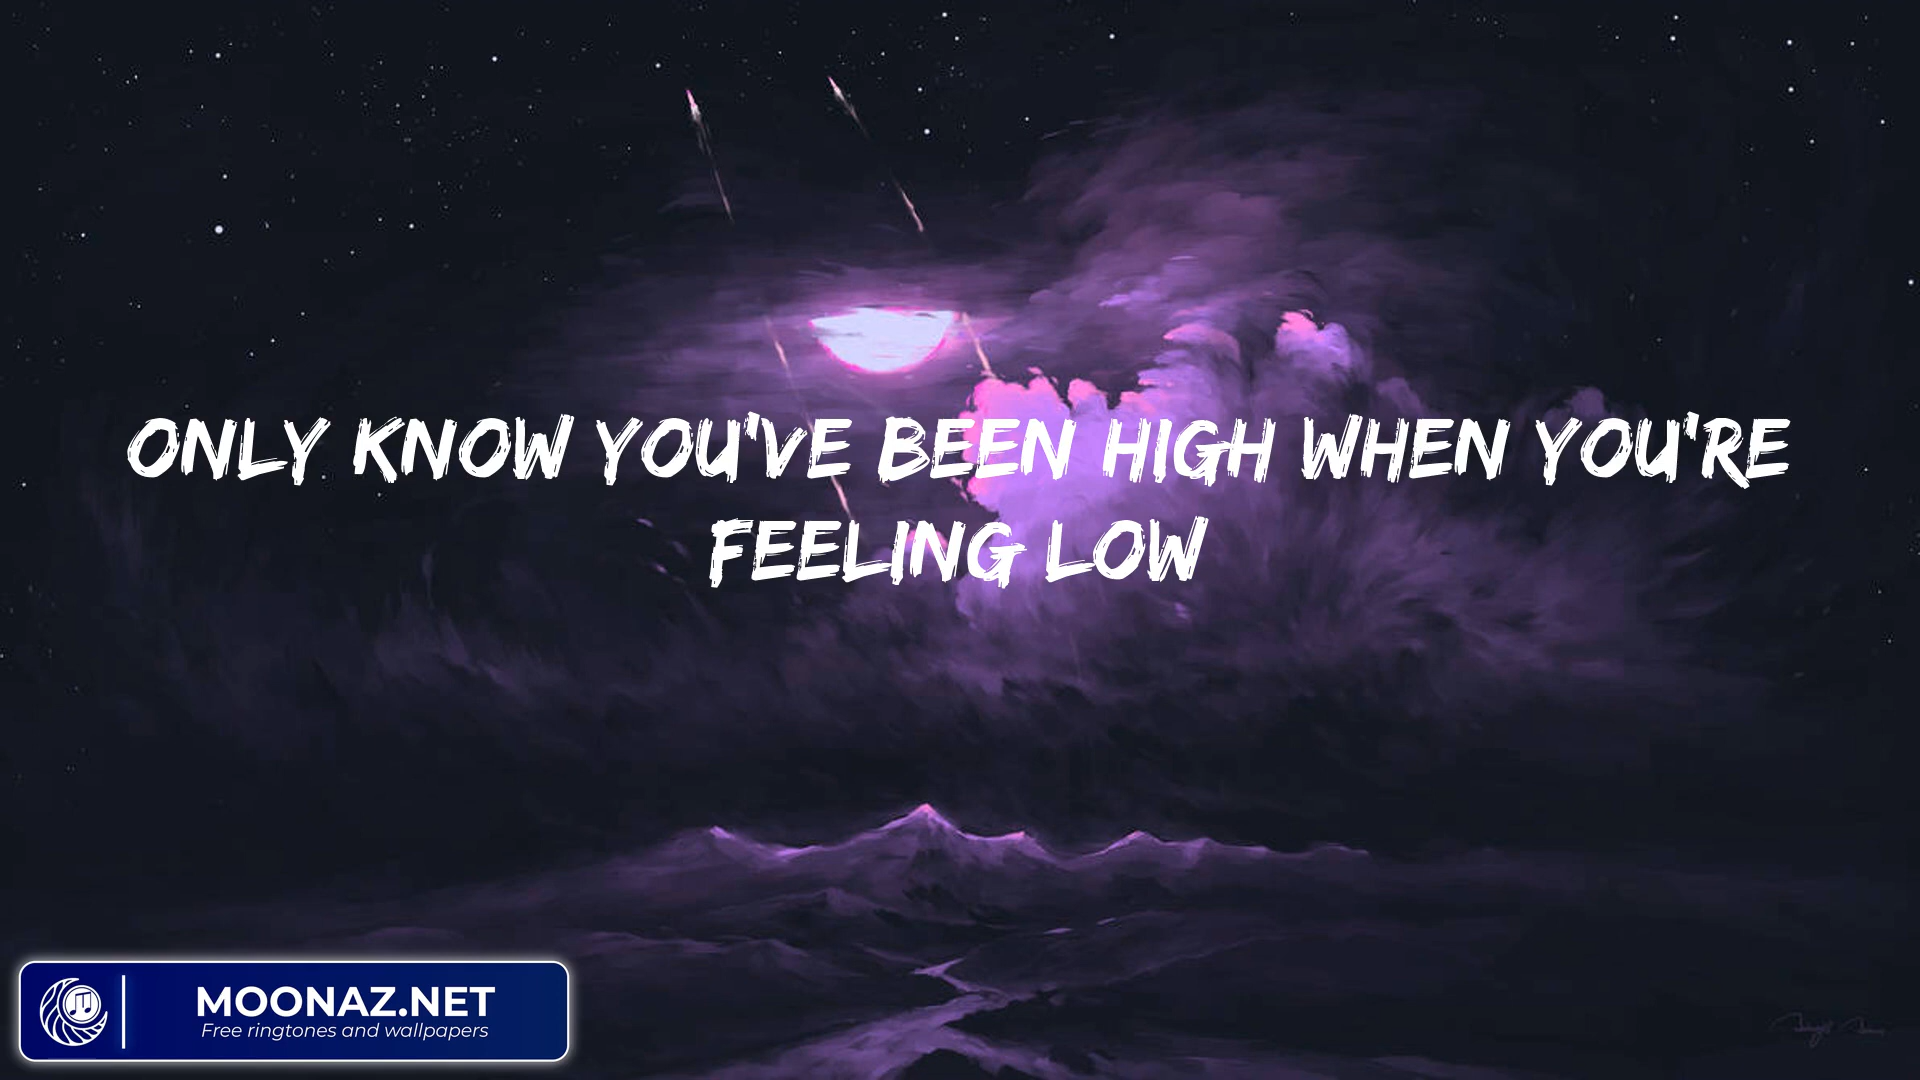 ONLY KNOW YOU'VE BEEN HIGH WHEN YOU'RE
FEELING LOW
MOONAZ.NET
Free ringtones and wallpapers